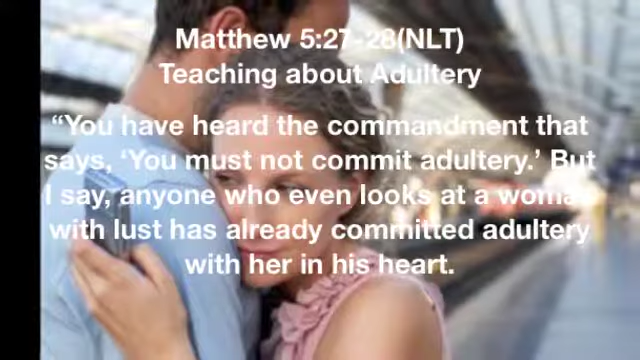 Matthew 5:27-28(NLT)
Teaching about Adultery
“You have heard the commandment that
says, ‘You must not commit adultery.’ But
I say, anyone who even looks at a woman
with lust has already committed adultery
with her in his heart.